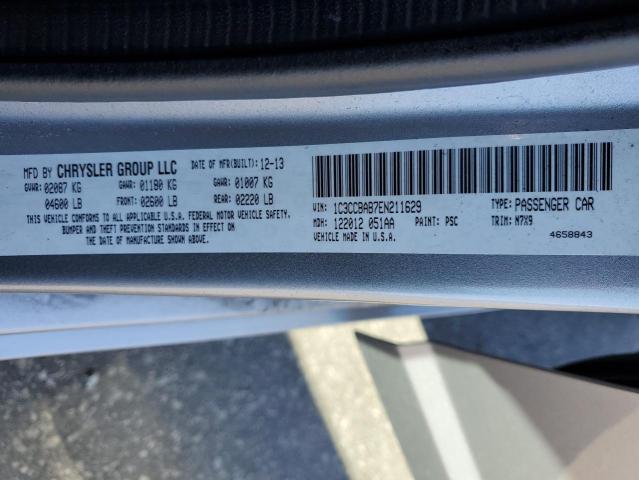 MFD BY CHRYSLER GROUP LLC DATE OF MFR(BUILT): 12-13
GVWR: 02087 KG GAWR: 01180 KG GAWR: 01007 KG
04600 LB FRONT: 02600 LB REAR: 02220 LB
THIS VEHICLE CONFORMS TO ALL APPLICABLE U.S.A. FEDERAL MOTOR VEHICLE SAFETY,
BUMPER AND THEFT PREVENTION STANDARDS IN EFFECT ON
THE DATE OF MANUFACTURE SHOWN ABOVE.
VIN: 1C3CCBAB7EN211629 TYPE: PASSENGER CAR
MDH: 122012 051AA PAINT: PSC TRIM: N7X9
VEHICLE MADE IN U.S.A. 4658843